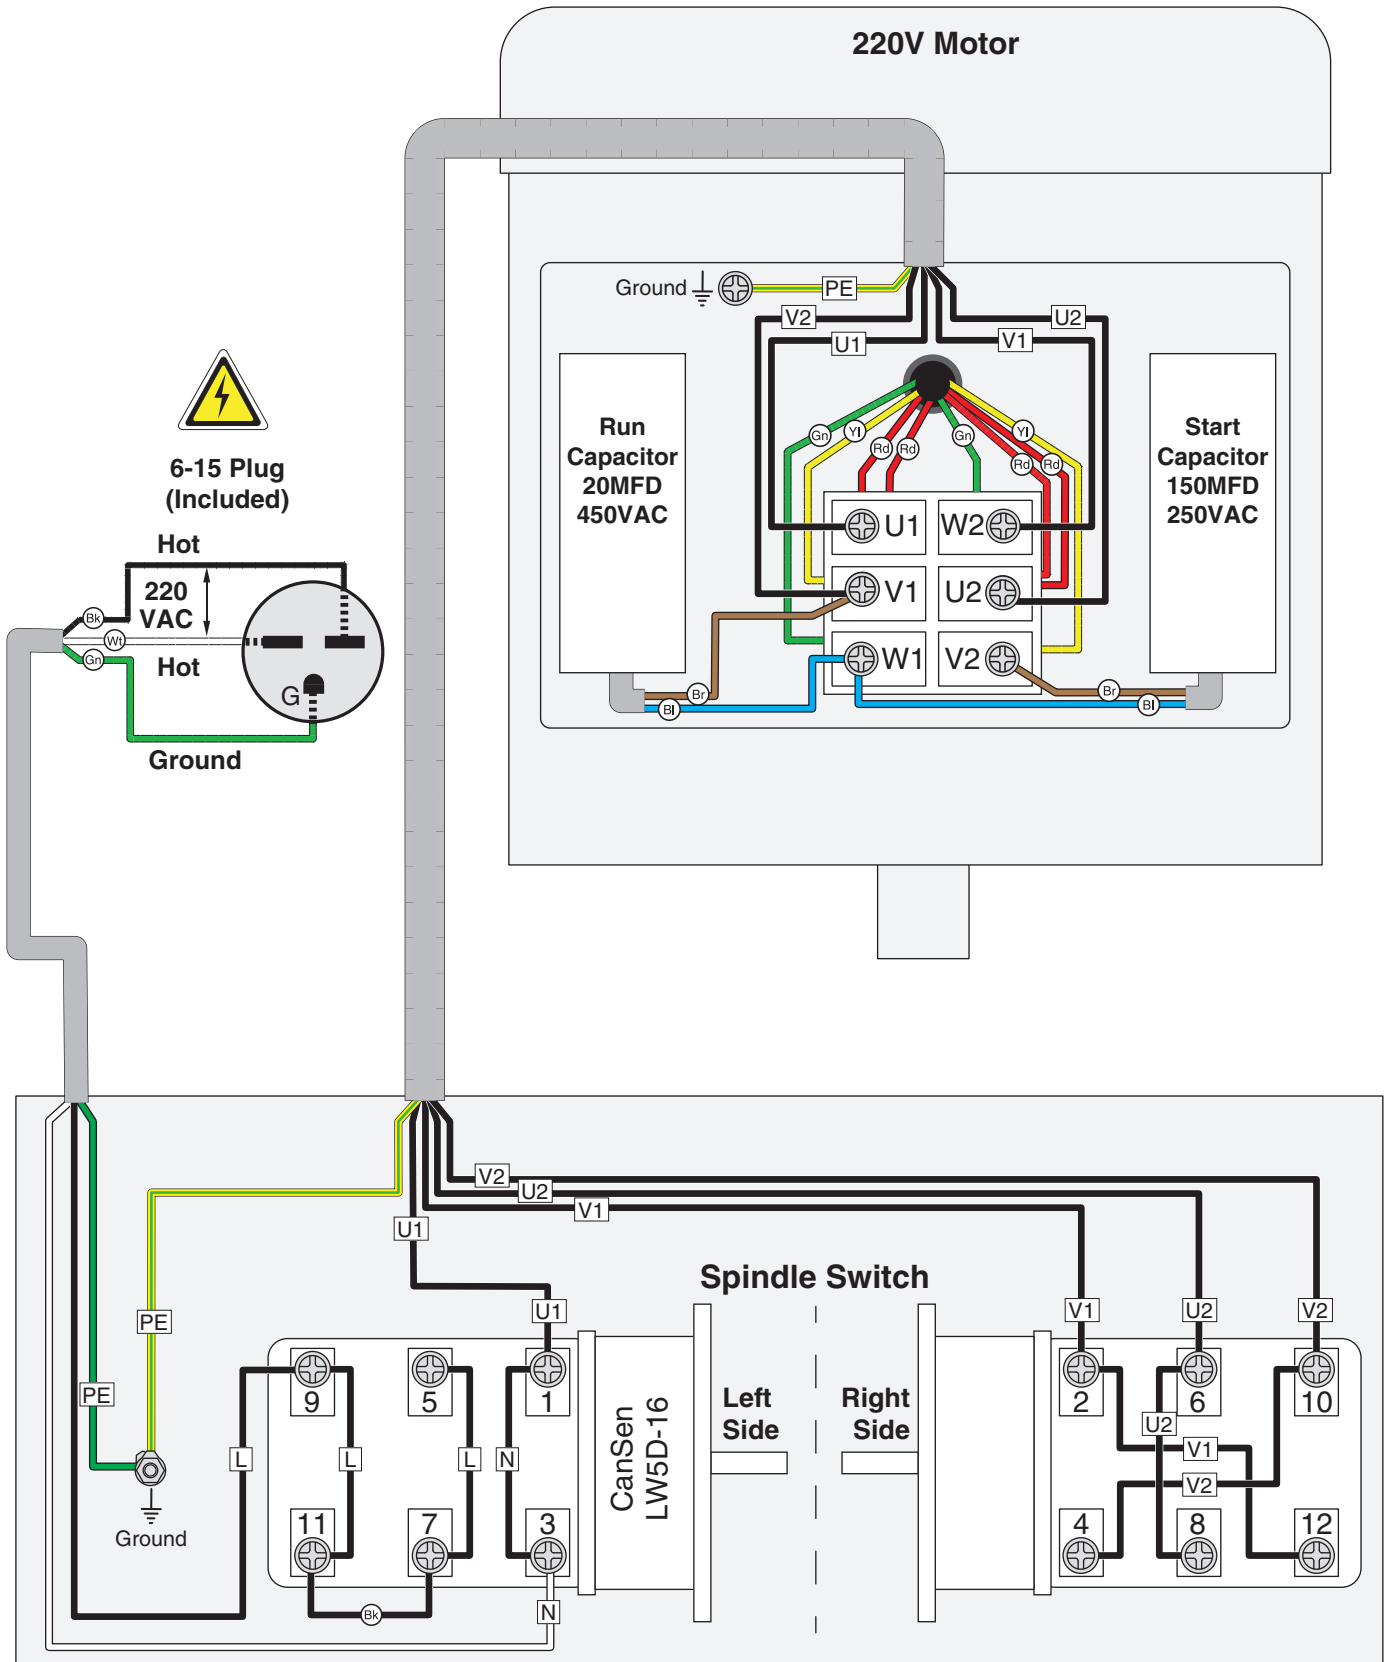 220V Motor
Ground
PE
V2
U2
U1
V1
Run
Capacitor
20MFD
450VAC
Start
Capacitor
150MFD
250VAC
Gn
Yl
Rd
Rd
Gn
Rd
Rd
Yl
U1
W2
V1
U2
W1
V2
Br
Bl
Br
Bl
6-15 Plug
(Included)
Hot
220
VAC
Bk
Wt
Gn
Hot
G
Ground
V2
U2
V1
U1
Spindle Switch
U1
V1
U2
V2
PE
PE
Ground
9
5
1
L
L
L
N
11
7
3
Bk
N
CanSen
LW5D-16
Left
Side
Right
Side
2
6
10
U2
V1
V2
4
8
12